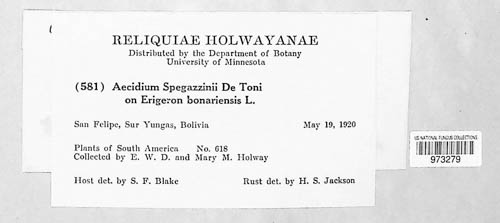 RELIQUIAE HOLWAYANAE
Distributed by the Department of Botany
University of Minnesota
(581) Aecidium Spegazzinii De Toni
on Erigeron bonariensis L.
San Felipe, Sur Yungas, Bolivia May 19, 1920
Plants of South America No. 618
Collected by E. W. D. and Mary M. Holway
Host det. by S. F. Blake Rust det. by H. S. Jackson
US NATIONAL FUNGUS COLLECTIONS
973279